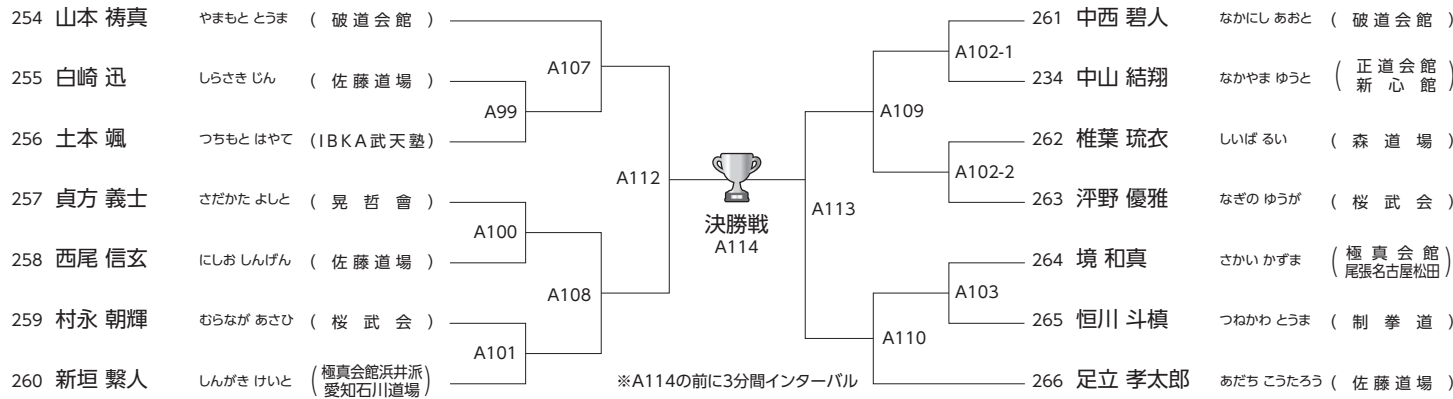 254 山本 祷真 やまもと とうま ( 破道会館 )
255 白崎 迅 しらさき じん ( 佐藤道場 )
256 土本 颯 つちもと はやて (IBKA武天塾)
257 貞方 義士 さだかた よしと ( 晃哲會 )
258 西尾 信玄 にしお しんげん ( 佐藤道場 )
259 村永 朝輝 むらなが あさひ ( 桜武会 )
260 新垣 繋人 しんがき けいと (極真会館浜井派 愛知石川道場)
A107
A99
A112
A100
A108
A101
決勝戦
A114
※A114の前に3分間インターバル
A102-1
A109
A102-2
A113
A103
A110
261 中西 碧人 なかにし あおと ( 破道会館 )
234 中山 結翔 なかやま ゆうと (正道会館 新心館)
262 椎葉 琉衣 しいば るい ( 森道場 )
263 泙野 優雅 なぎの ゆうが ( 桜武会 )
264 境 和真 さかい かずま (極真会館 尾張名古屋松田)
265 恒川 斗槙 つねかわ とうま ( 制拳道 )
266 足立 孝太郎 あだち こうたろう ( 佐藤道場 )